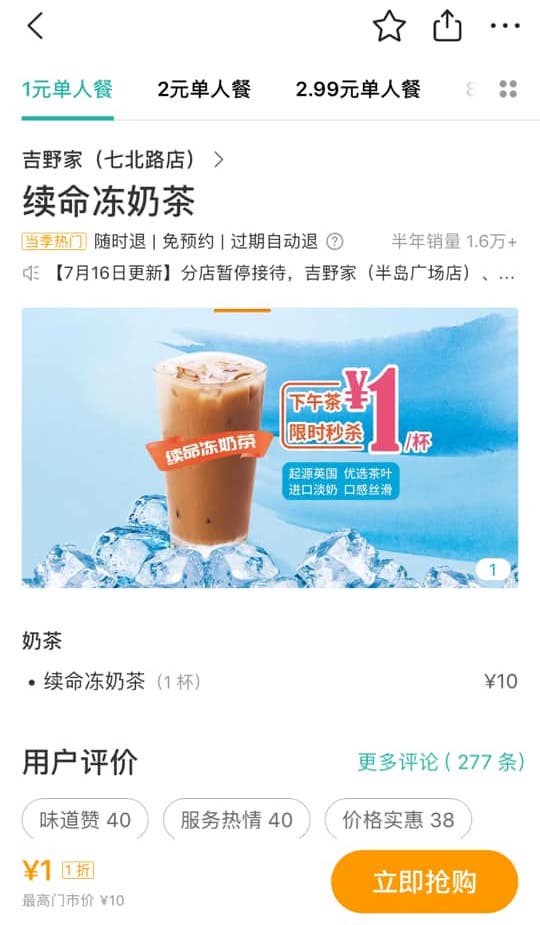 1元单人餐 2元单人餐 2.99元单人餐
吉野家（七北路店）
续命冻奶茶
当季热门 随时退 | 免预约 | 过期自动退 ? 半年销量 1.6万+
【7月16日更新】分店暂停接待，吉野家（半岛广场店）、...
下午茶
限时秒杀
¥1/杯
续命冻奶茶
起源英国 优选茶叶
进口淡奶 口感丝滑
1
奶茶
• 续命冻奶茶（1 杯） ¥10
用户评价 更多评论 ( 277 条)
味道赞 40 服务热情 40 价格实惠 38
¥1 1 折
最高门市价 ¥10
立即抢购